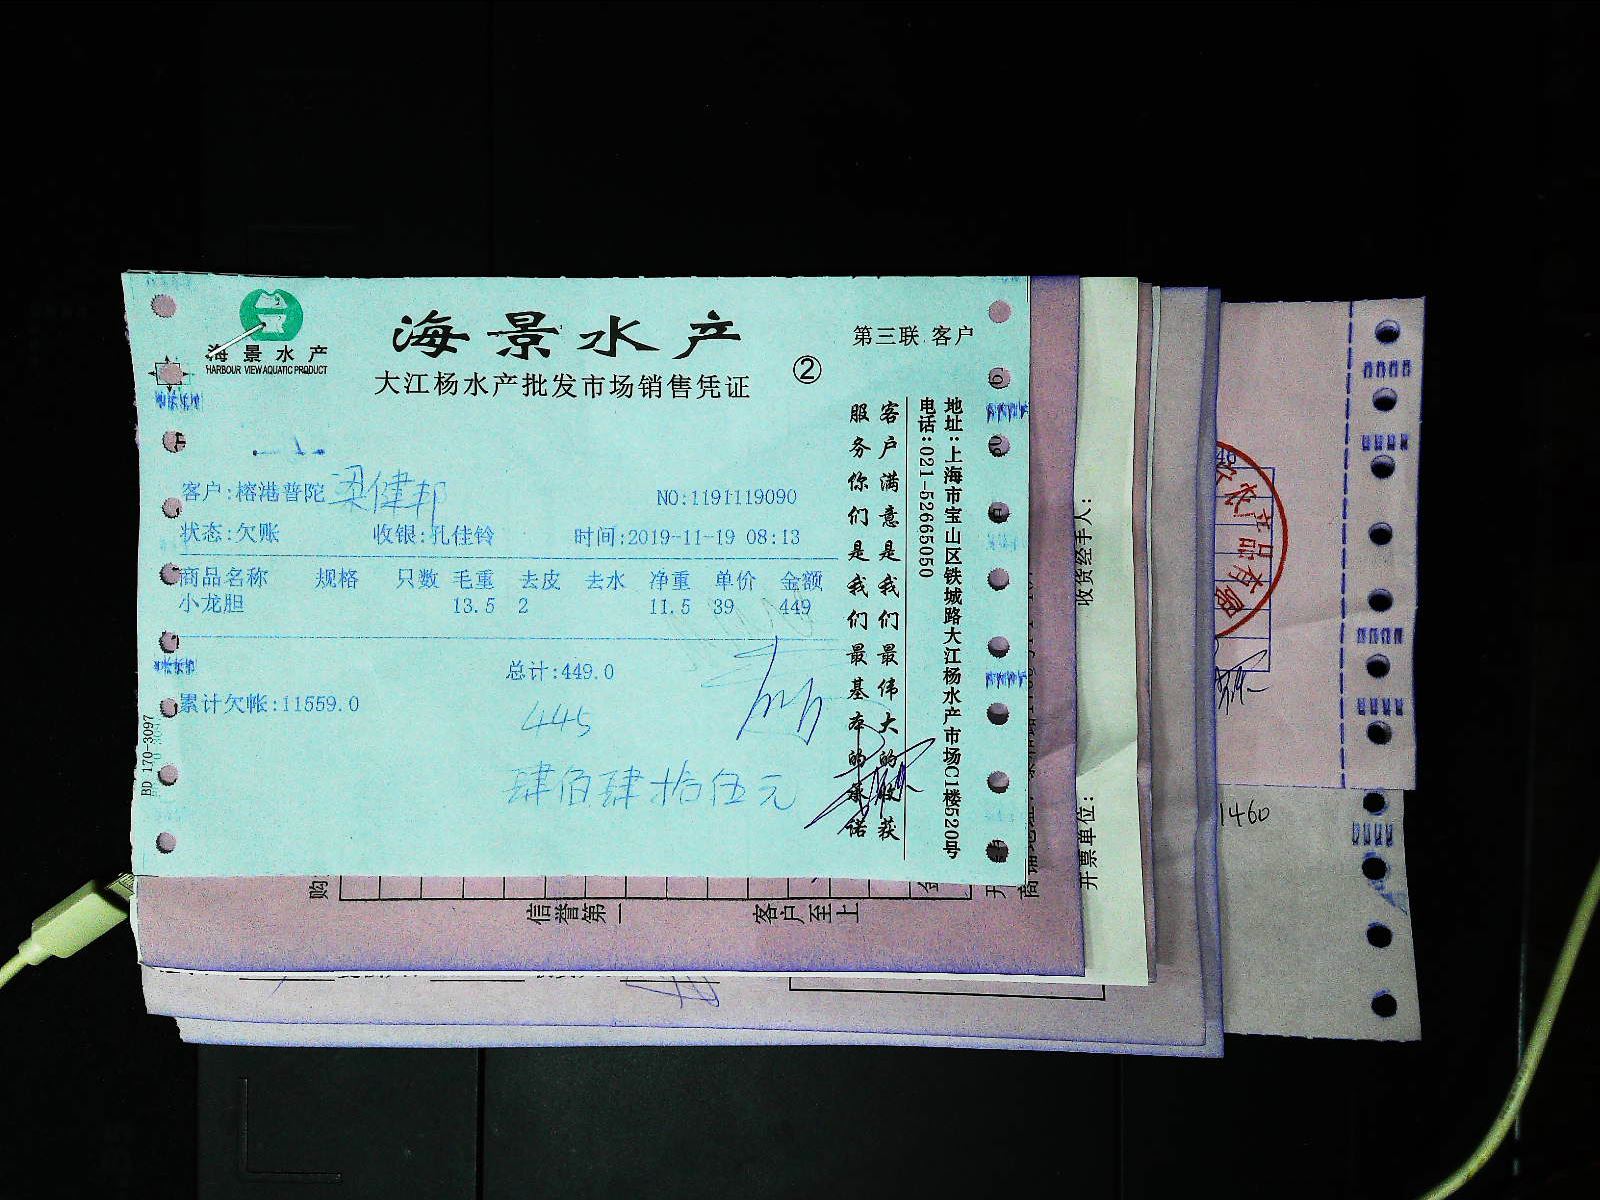 海景水产
HARBOUR VIEW AQUATIC PRODUCT
海景水产
大江杨水产批发市场销售凭证
②
第三联 客户
客户:榕港普陀 梁健邦
NO:1191119090
状态:欠账 收银:孔佳铃 时间:2019-11-19 08:13
商品名称 规格 只数 毛重 去皮 去水 净重 单价 金额
小龙胆 13.5 2 11.5 39 449
总计:449.0
累计欠帐:11559.0
445
肆佰肆拾伍元
客户满意是我们最伟大的收获
服务你们是我们最基本的承诺
地址:上海市宝山区铁城路大江杨水产市场C1楼520号
电话:021-52665050
BD 170-3097
收货经手人:
开票单位:
信誉第一
客户至上
1460